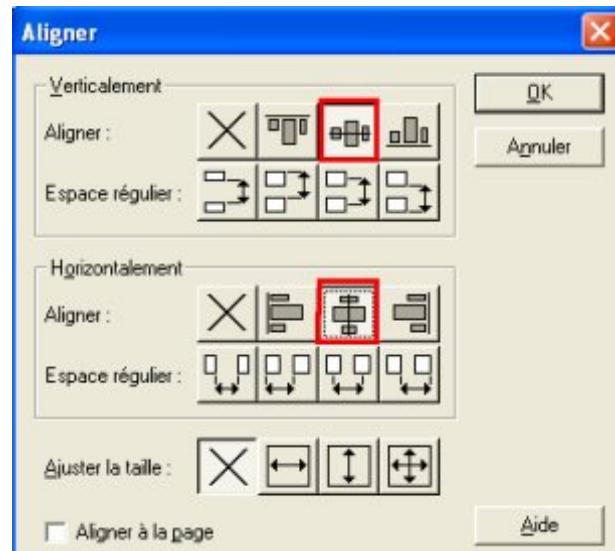 Aligner
Verticalement
OK
Aligner :
Annuler
Espace régulier :
Horizontalement
Aligner :
Espace régulier :
Ajuster la taille :
Aligner à la page
Aide